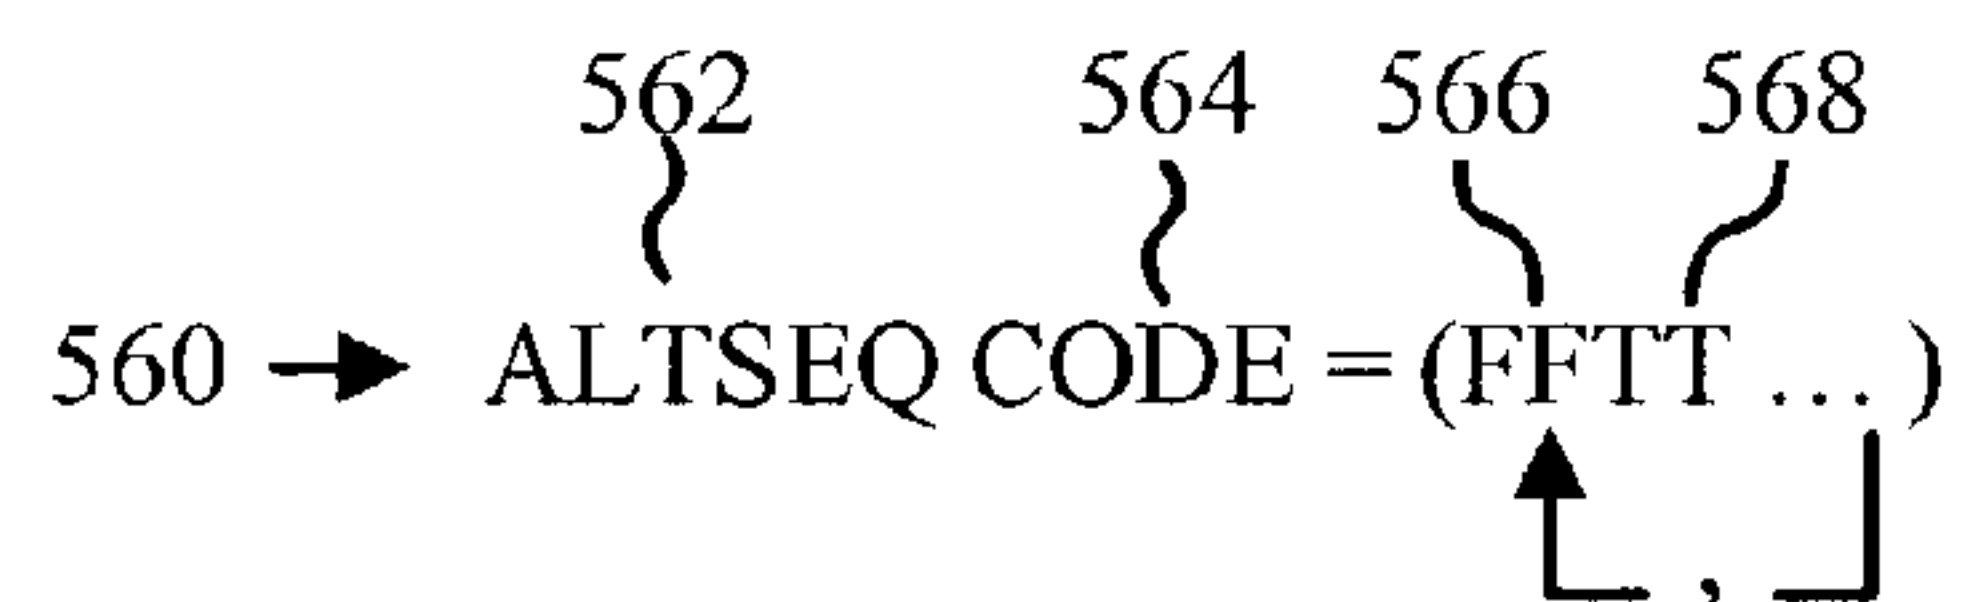 562 564 566 568
560 → ALTSEQ CODE = (FFTT ... )
,